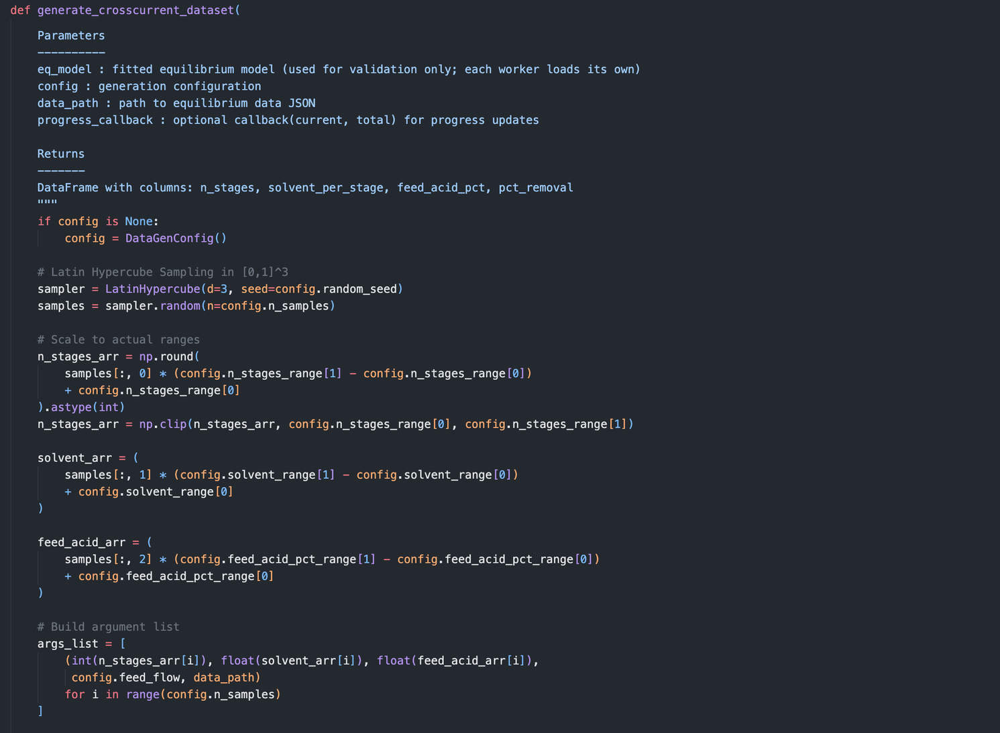 def generate_crosscurrent_dataset(
Parameters
----------
eq_model : fitted equilibrium model (used for validation only; each worker loads its own)
config : generation configuration
data_path : path to equilibrium data JSON
progress_callback : optional callback(current, total) for progress updates
Returns
-------
DataFrame with columns: n_stages, solvent_per_stage, feed_acid_pct, pct_removal
"""
if config is None:
config = DataGenConfig()
# Latin Hypercube Sampling in [0,1]^3
sampler = LatinHypercube(d=3, seed=config.random_seed)
samples = sampler.random(n=config.n_samples)
# Scale to actual ranges
n_stages_arr = np.round(
samples[:, 0] * (config.n_stages_range[1] - config.n_stages_range[0])
+ config.n_stages_range[0]
).astype(int)
n_stages_arr = np.clip(n_stages_arr, config.n_stages_range[0], config.n_stages_range[1])
solvent_arr = (
samples[:, 1] * (config.solvent_range[1] - config.solvent_range[0])
+ config.solvent_range[0]
)
feed_acid_arr = (
samples[:, 2] * (config.feed_acid_pct_range[1] - config.feed_acid_pct_range[0])
+ config.feed_acid_pct_range[0]
)
# Build argument list
args_list = [
(int(n_stages_arr[i]), float(solvent_arr[i]), float(feed_acid_arr[i]),
config.feed_flow, data_path)
for i in range(config.n_samples)
]